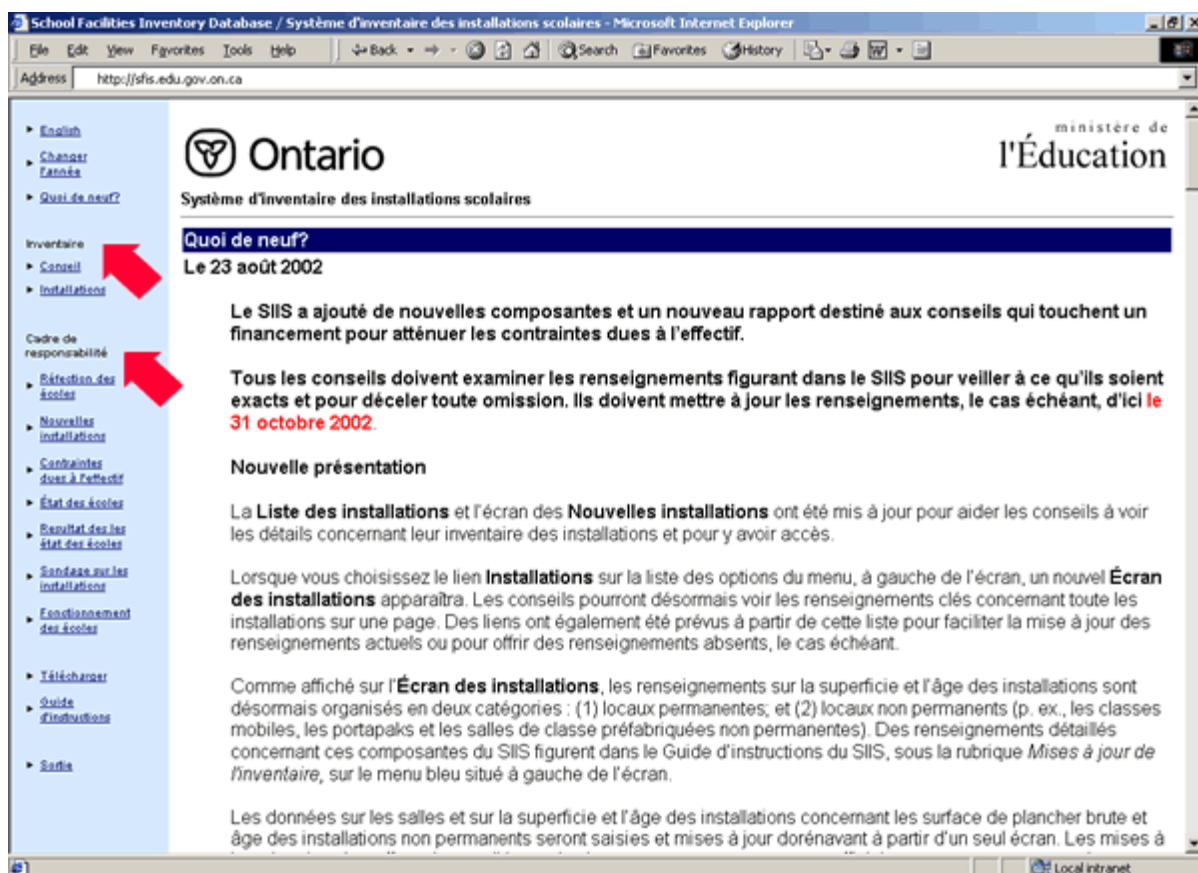 School Facilities Inventory Database / Système d'inventaire des installations scolaires - Microsoft Internet Explorer
File Edit View Favorites Tools Help
Back Search Favorites History
Address http://sfis.edu.gov.on.ca
English
Changer
l'année
Quoi de neuf?
Inventaire
Conseil
Installations
Cadre de
responsabilité
Réfection des
écoles
Nouvelles
installations
Contraintes
dues à l'effectif
État des écoles
Resultat des les
état des écoles
Sondage sur les
installations
Fonctionnement
des écoles
Télécharger
Guide
d'instructions
Sortie
Ontario
ministère de
l'Éducation
Système d'inventaire des installations scolaires
Quoi de neuf?
Le 23 août 2002
Le SIIS a ajouté de nouvelles composantes et un nouveau rapport destiné aux conseils qui touchent un
financement pour atténuer les contraintes dues à l'effectif.
Tous les conseils doivent examiner les renseignements figurant dans le SIIS pour veiller à ce qu'ils soient
exacts et pour déceler toute omission. Ils doivent mettre à jour les renseignements, le cas échéant, d'ici le
31 octobre 2002.
Nouvelle présentation
La Liste des installations et l'écran des Nouvelles installations ont été mis à jour pour aider les conseils à voir
les détails concernant leur inventaire des installations et pour y avoir accès.
Lorsque vous choisissez le lien Installations sur la liste des options du menu, à gauche de l'écran, un nouvel Écran
des installations apparaîtra. Les conseils pourront désormais voir les renseignements clés concernant toute les
installations sur une page. Des liens ont également été prévus à partir de cette liste pour faciliter la mise à jour des
renseignements actuels ou pour offrir des renseignements absents, le cas échéant.
Comme affiché sur l'Écran des installations, les renseignements sur la superficie et l'âge des installations sont
désormais organisés en deux catégories : (1) locaux permanentes; et (2) locaux non permanents (p. ex., les classes
mobiles, les portapaks et les salles de classe préfabriquées non permanentes). Des renseignements détaillés
concernant ces composantes du SIIS figurent dans le Guide d'instructions du SIIS, sous la rubrique Mises à jour de
l'inventaire, sur le menu bleu situé à gauche de l'écran.
Les données sur les salles et sur la superficie et l'âge des installations concernant les surface de plancher brute et
âge des installations non permanents seront saisies et mises à jour dorénavant à partir d'un seul écran. Les mises à
Local intranet